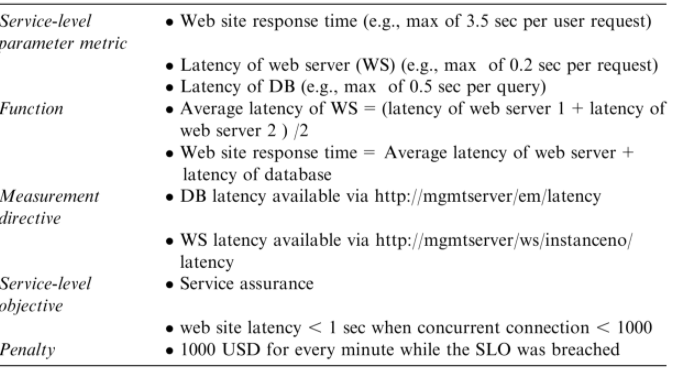 Service-level • Web site response time (e.g., max of 3.5 sec per user request)
parameter metric
• Latency of web server (WS) (e.g., max of 0.2 sec per request)
• Latency of DB (e.g., max of 0.5 sec per query)
Function • Average latency of WS = (latency of web server 1 + latency of
web server 2 ) /2
• Web site response time = Average latency of web server +
latency of database
Measurement • DB latency available via http://mgmtserver/em/latency
directive
• WS latency available via http://mgmtserver/ws/instanceno/
latency
Service-level • Service assurance
objective
• web site latency < 1 sec when concurrent connection < 1000
Penalty • 1000 USD for every minute while the SLO was breached